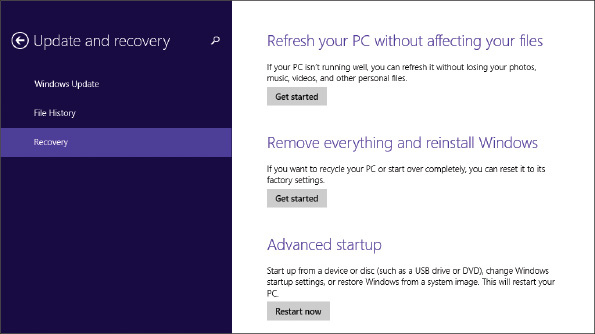 Update and recovery
Windows Update
File History
Recovery
Refresh your PC without affecting your files
If your PC isn't running well, you can refresh it without losing your photos,
music, videos, and other personal files.
Get started
Remove everything and reinstall Windows
If you want to recycle your PC or start over completely, you can reset it to its
factory settings.
Get started
Advanced startup
Start up from a device or disc (such as a USB drive or DVD), change Windows
startup settings, or restore Windows from a system image. This will restart your
PC.
Restart now